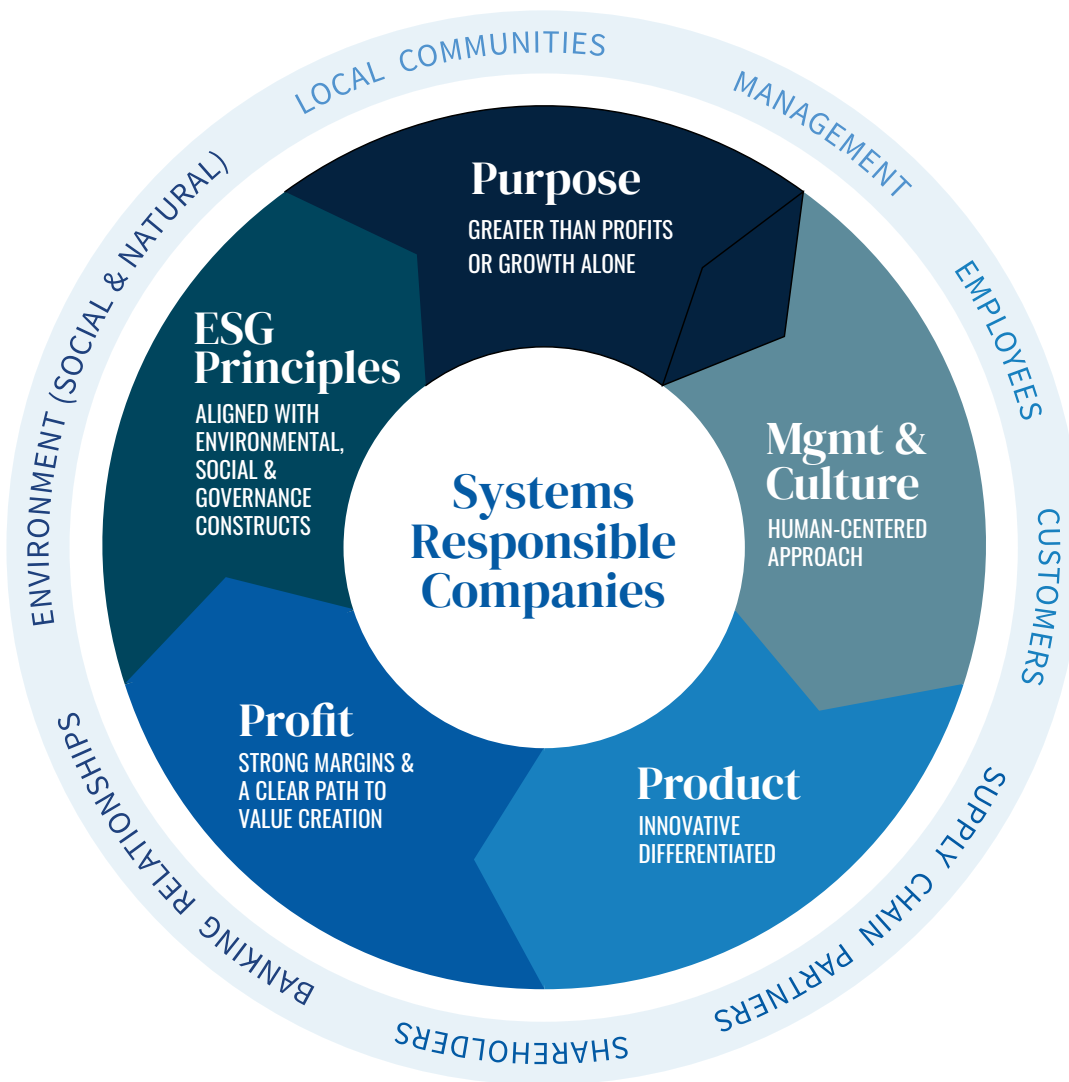 LOCAL COMMUNITIES
MANAGEMENT
EMPLOYEES
CUSTOMERS
SUPPLY CHAIN PARTNERS
SHAREHOLDERS
BANKING RELATIONSHIPS
ENVIRONMENT (SOCIAL & NATURAL)
Purpose
GREATER THAN PROFITS
OR GROWTH ALONE
Mgmt &
Culture
HUMAN-CENTERED
APPROACH
Product
INNOVATIVE
DIFFERENTIATED
Profit
STRONG MARGINS &
A CLEAR PATH TO
VALUE CREATION
ESG
Principles
ALIGNED WITH
ENVIRONMENTAL,
SOCIAL &
GOVERNANCE
CONSTRUCTS
Systems
Responsible
Companies